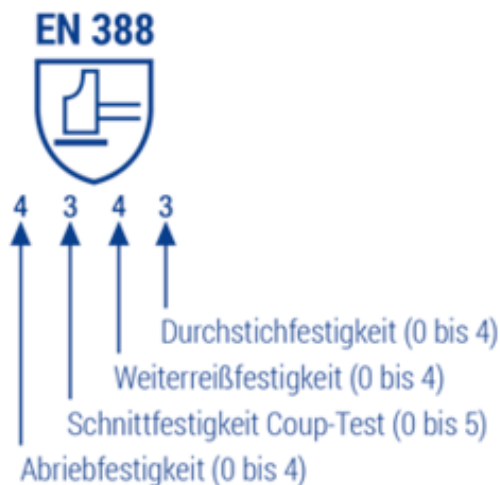 EN 388
4 3 4 3
Durchstichfestigkeit (0 bis 4)
Weiterreißfestigkeit (0 bis 4)
Schnittfestigkeit Coup-Test (0 bis 5)
Abriebfestigkeit (0 bis 4)